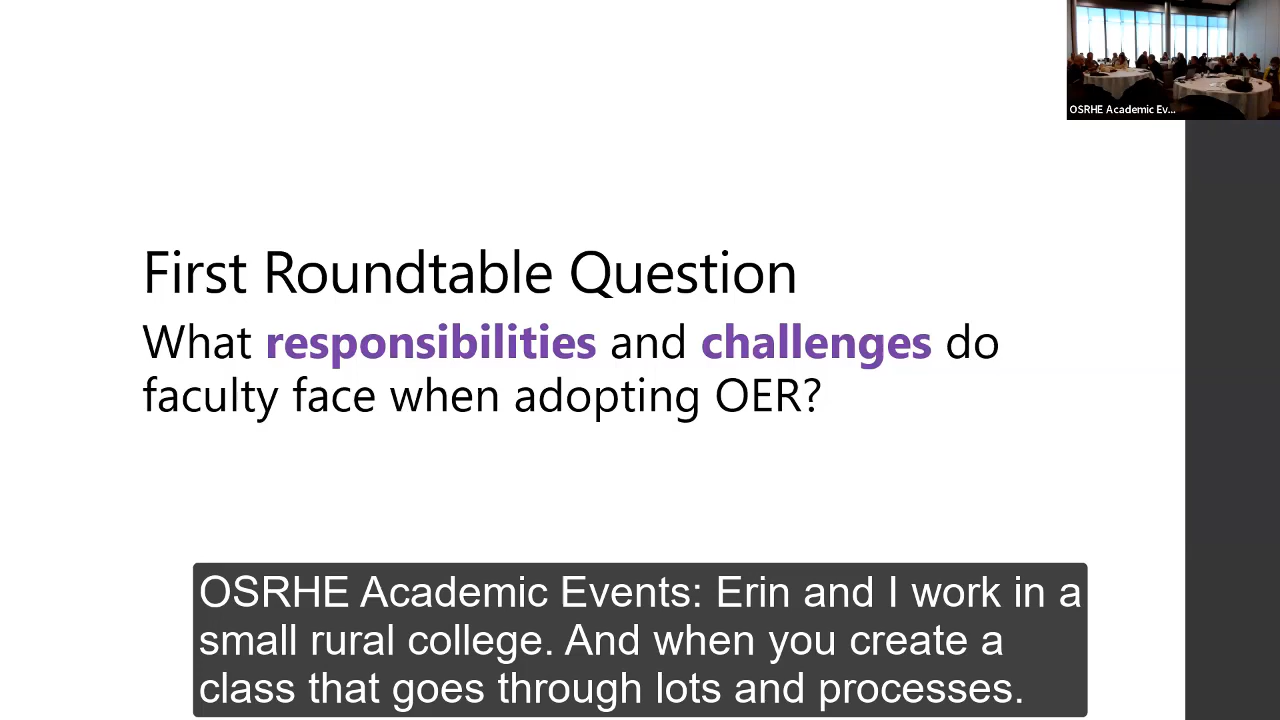 OSRHE Academic Ev...
First Roundtable Question
What responsibilities and challenges do
faculty face when adopting OER?
OSRHE Academic Events: Erin and I work in a
small rural college. And when you create a
class that goes through lots and processes.